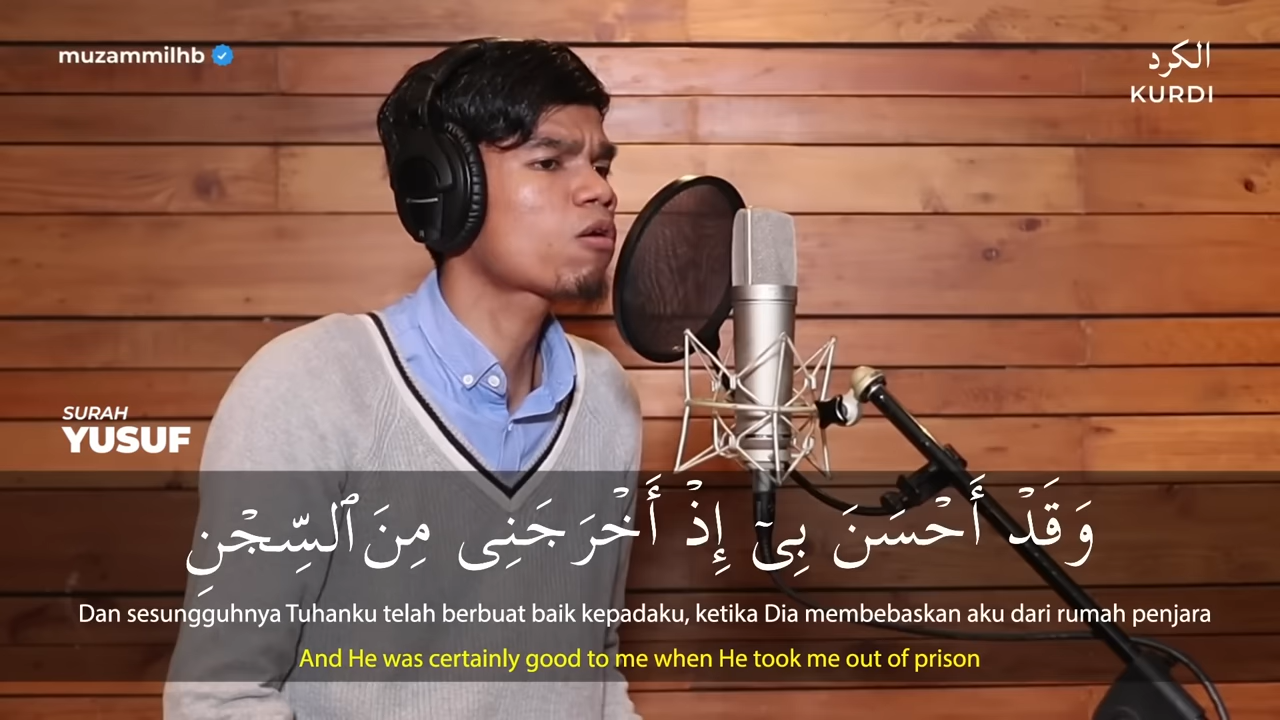 muzammilhb
الكرد
KURDI
SURAH
YUSUF
وَقَدْ أَحْسَنَ بِىٓ إِذْ أَخْرَجَنِى مِنَ ٱلسِّجْنِ
Dan sesungguhnya Tuhanku telah berbuat baik kepadaku, ketika Dia membebaskan aku dari rumah penjara
And He was certainly good to me when He took me out of prison